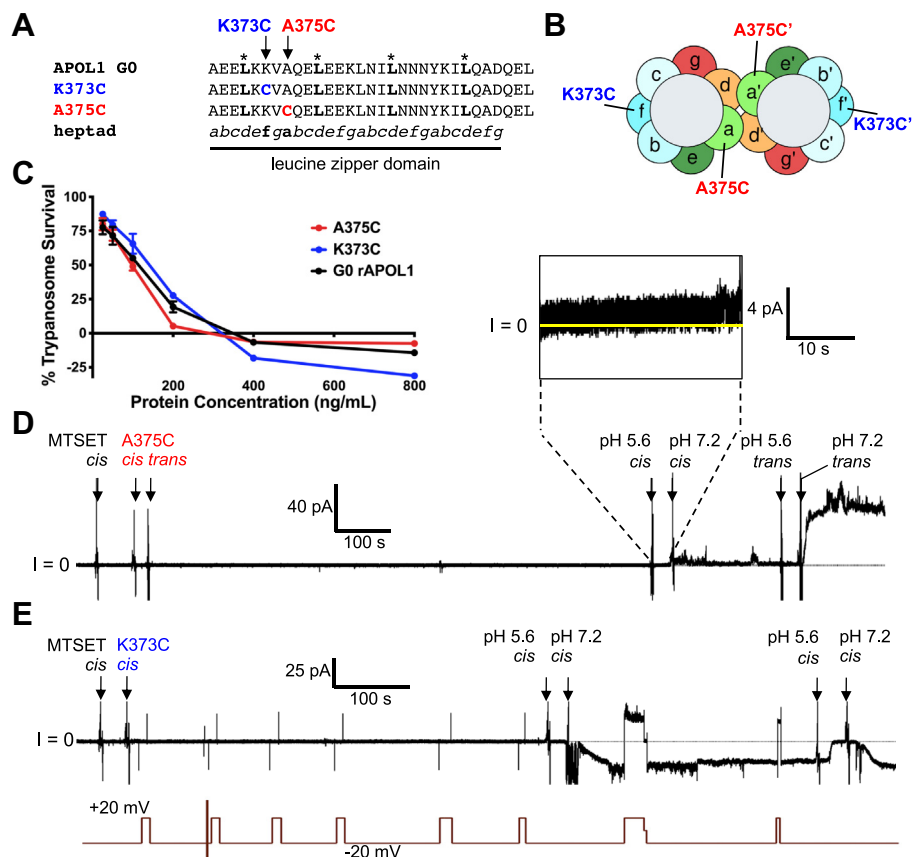 A
K373C A375C
* * * *
APOL1 G0 AEELKKVAQELEEKLNILNNNYKILQADQEL
K373C AEELKCVAQELEEKLNILNNNYKILQADQEL
A375C AEELKKVCQELEEKLNILNNNYKILQADQEL
heptad abcdefgabcdefgabcdefgabcdefg
leucine zipper domain
B
A375C'
g e'
c d a' b'
K373C f f' K373C'
b a d' c'
e g'
A375C
C
% Trypanosome Survival
100
75
50
25
0
-25
A375C
K373C
G0 rAPOL1
200 400 600 800
Protein Concentration (ng/mL)
I = 0
4 pA
10 s
D
MTSET A375C
cis cis trans
pH 5.6 pH 7.2 pH 5.6 pH 7.2
cis cis trans trans
40 pA
100 s
I = 0
E
MTSET K373C
cis cis
pH 5.6 pH 7.2 pH 5.6 pH 7.2
cis cis cis cis
25 pA
100 s
I = 0
+20 mV
-20 mV